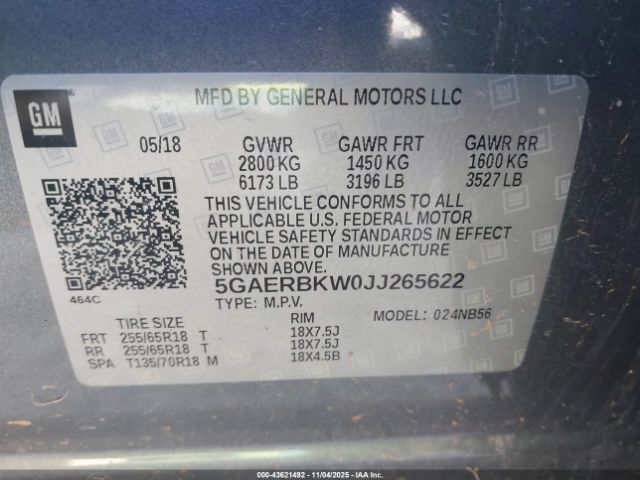 GM
MFD BY GENERAL MOTORS LLC
05/18 GVWR GAWR FRT GAWR RR
2800 KG 1450 KG 1600 KG
6173 LB 3196 LB 3527 LB
THIS VEHICLE CONFORMS TO ALL
APPLICABLE U.S. FEDERAL MOTOR
VEHICLE SAFETY STANDARDS IN EFFECT
ON THE DATE OF MANUFACTURE
SHOWN ABOVE.
464C
5GAERBKW0JJ265622
TYPE: M.P.V. MODEL: 024NB56
TIRE SIZE RIM
FRT 255/65R18 T 18X7.5J
RR 255/65R18 T 18X7.5J
SPA T135/70R18 M 18X4.5B
000-43621492 - 11/04/2025 - IAAI.COM